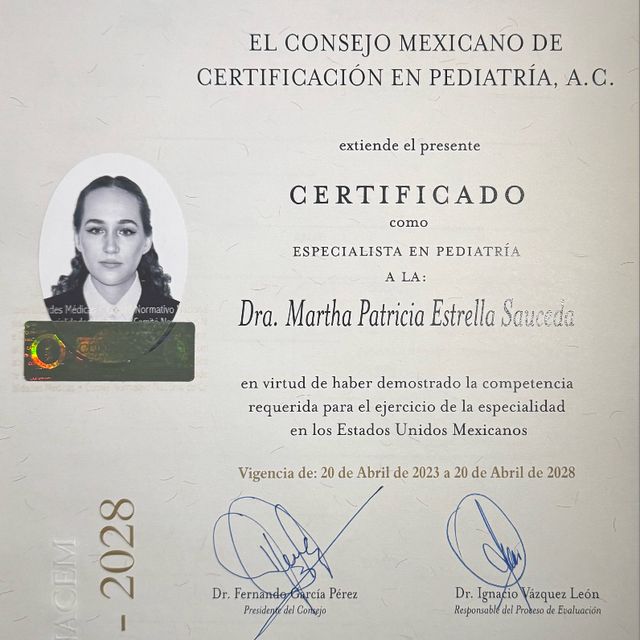 EL CONSEJO MEXICANO DE
CERTIFICACIÓN EN PEDIATRÍA, A.C.
extiende el presente
CERTIFICADO
como
ESPECIALISTA EN PEDIATRÍA
A LA:
Dra. Martha Patricia Estrella Sauceda
en virtud de haber demostrado la competencia
requerida para el ejercicio de la especialidad
en los Estados Unidos Mexicanos
Vigencia de: 20 de Abril de 2023 a 20 de Abril de 2028
Dr. Fernando García Pérez
Presidente del Consejo
Dr. Ignacio Vázquez León
Responsable del Proceso de Evaluación
Normativo
- 2028